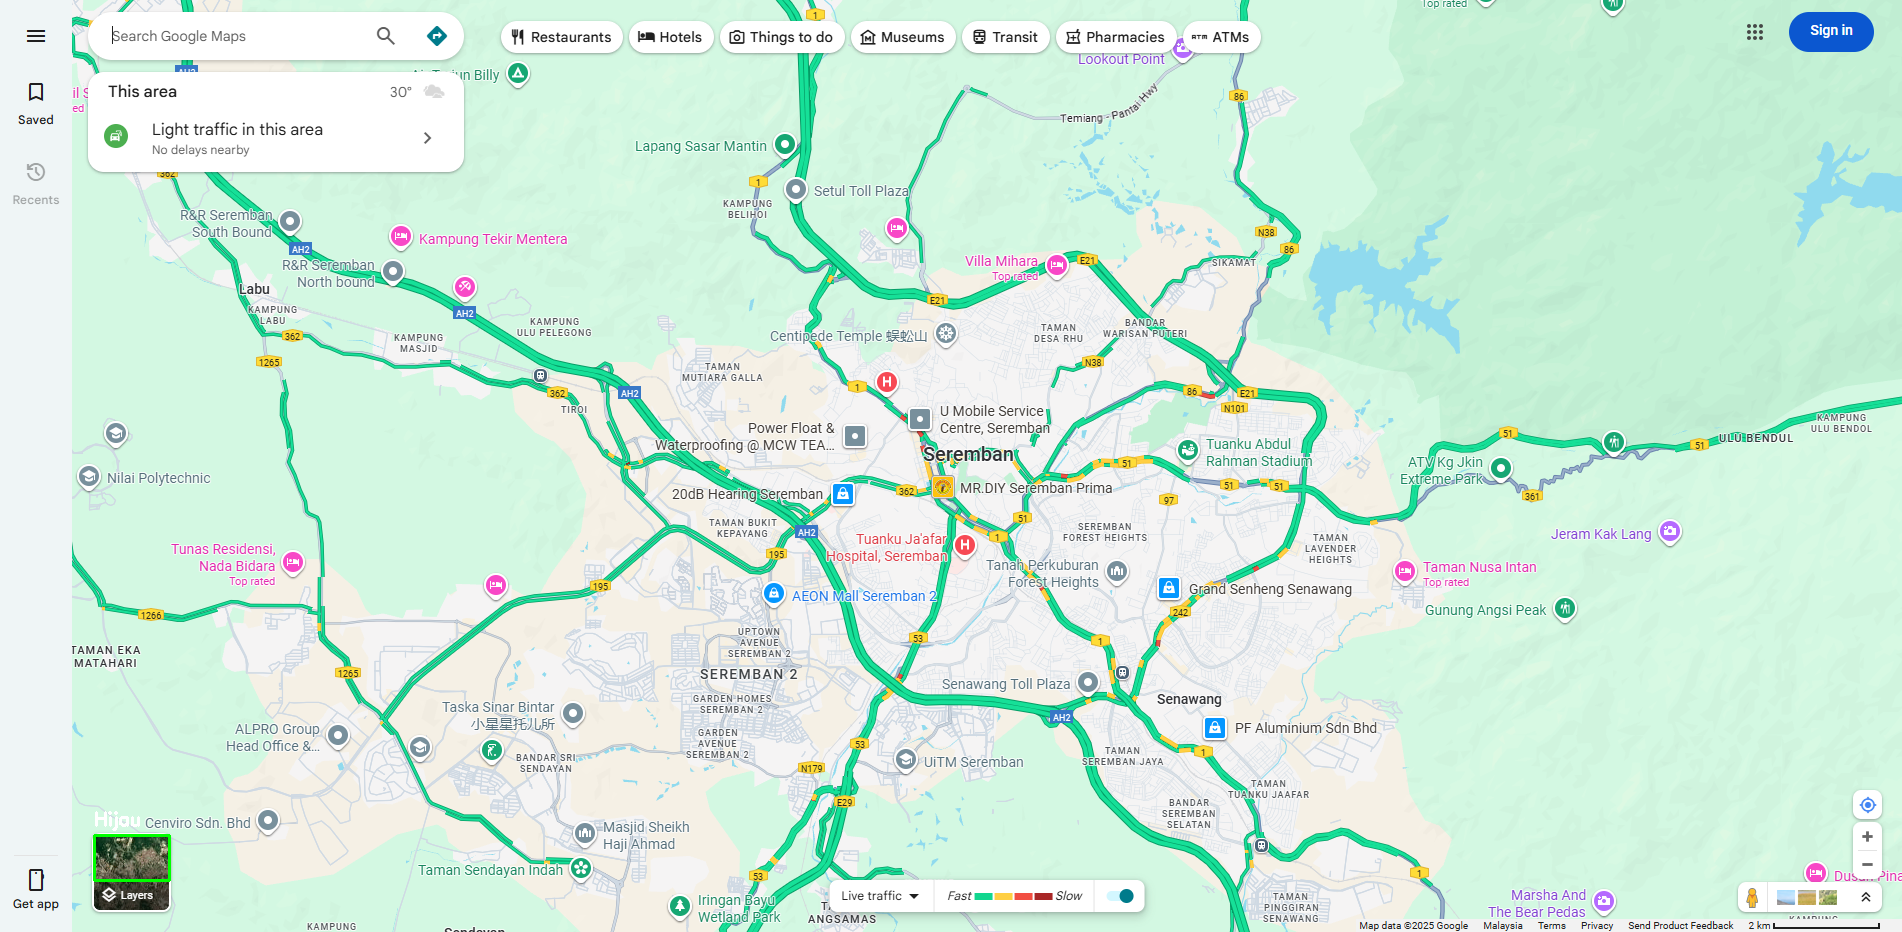 Search Google Maps
Restaurants
Hotels
Things to do
Museums
Transit
Pharmacies
ATMs
Sign in
Saved
Recents
Get app
This area
30°
Light traffic in this area
No delays nearby
Top rated
Lookout Point
Temiang - Pantai Hwy
Lapang Sasar Mantin
Setul Toll Plaza
KAMPUNG
BELIHOI
R&R Seremban
South Bound
R&R Seremban
North bound
Kampung Tekir Mentera
Labu
KAMPUNG
LABU
KAMPUNG
MASJID
KAMPUNG
ULU PELEGONG
Villa Mihara
Top rated
SIKAMAT
Centipede Temple 蜈蚣山
TAMAN
DESA RHU
BANDAR
WARISAN PUTERI
TAMAN
MUTIARA GALLA
TIROI
U Mobile Service
Centre, Seremban
Power Float &
Waterproofing @ MCW TEA...
Seremban
Tuanku Abdul
Rahman Stadium
ATV Kg Jkin
Extreme Park
ULU BENDUL
KAMPUNG
ULU BENDOL
Nilai Polytechnic
20dB Hearing Seremban
MR.DIY Seremban Prima
TAMAN BUKIT
KEPAYANG
SEREMBAN
FOREST HEIGHTS
TAMAN
LAVENDER
HEIGHTS
Jeram Kak Lang
Tuanku Ja'afar
Hospital, Seremban
Tanah Perkuburan
Forest Heights
Tunas Residensi,
Nada Bidara
Top rated
Taman Nusa Intan
Top rated
Grand Senheng Senawang
AEON Mall Seremban 2
Gunung Angsi Peak
TAMAN EKA
MATAHARI
UPTOWN
AVENUE
SEREMBAN 2
SEREMBAN 2
GARDEN HOMES
SEREMBAN 2
GARDEN
AVENUE
SEREMBAN 2
Senawang Toll Plaza
Senawang
PF Aluminium Sdn Bhd
Taska Sinar Bintar
小星星托儿所
ALPRO Group
Head Office &...
BANDAR SRI
SENDAYAN
UiTM Seremban
TAMAN
SEREMBAN JAYA
TAMAN
TUANKU JAAFAR
BANDAR
SEREMBAN
SELATAN
Hijau
Cenviro Sdn. Bhd
Masjid Sheikh
Haji Ahmad
Taman Sendayan Indah
Layers
Iringan Bayu
Wetland Park
ANGSAMAS
TAMAN
PINGGIRAN
SENAWANG
Marsha And
The Bear Pedas
KAMPUNG
Live traffic
Fast
Slow
Map data ©2025 Google
Malaysia
Terms
Privacy
Send Product Feedback
2 km